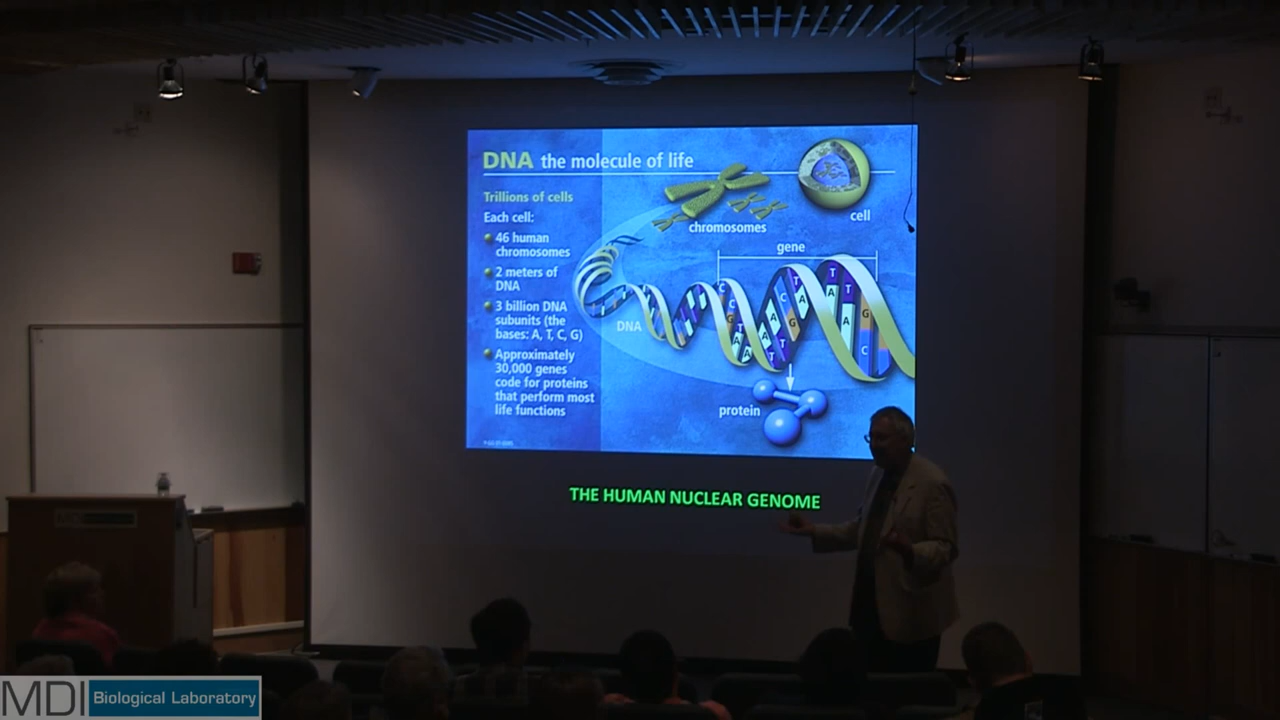 DNA the molecule of life
Trillions of cells
Each cell:
46 human
chromosomes
2 meters of
DNA
3 billion DNA
subunits (the
bases: A, T, C, G)
Approximately
30,000 genes
code for proteins
that perform most
life functions
chromosomes
cell
gene
DNA
protein
THE HUMAN NUCLEAR GENOME
MDI Biological Laboratory